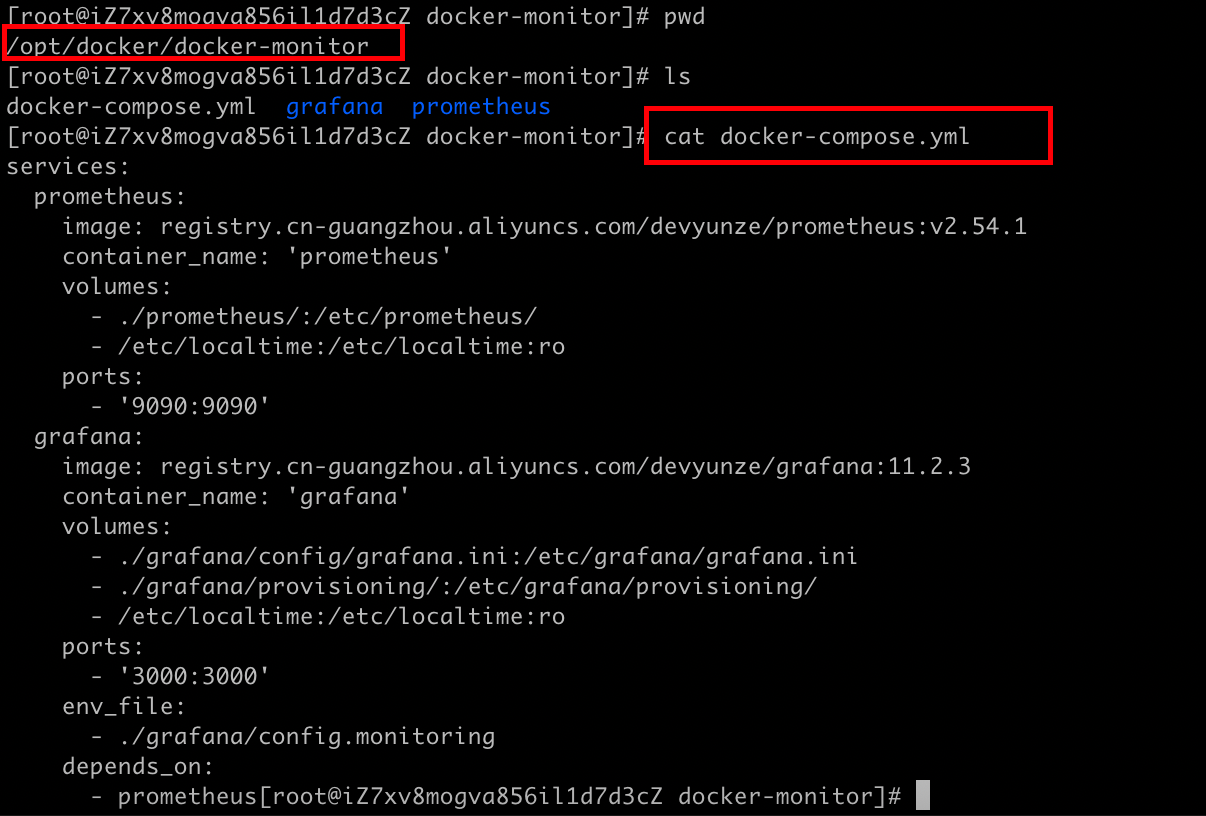 [root@iZ7xv8mogva856il1d7d3cZ docker-monitor]# pwd
/opt/docker/docker-monitor
[root@iZ7xv8mogva856il1d7d3cZ docker-monitor]# ls
docker-compose.yml  grafana  prometheus
[root@iZ7xv8mogva856il1d7d3cZ docker-monitor]# cat docker-compose.yml
services:
  prometheus:
    image: registry.cn-guangzhou.aliyuncs.com/devyunze/prometheus:v2.54.1
    container_name: 'prometheus'
    volumes:
      - ./prometheus/:/etc/prometheus/
      - /etc/localtime:/etc/localtime:ro
    ports:
      - '9090:9090'
  grafana:
    image: registry.cn-guangzhou.aliyuncs.com/devyunze/grafana:11.2.3
    container_name: 'grafana'
    volumes:
      - ./grafana/config/grafana.ini:/etc/grafana/grafana.ini
      - ./grafana/provisioning/:/etc/grafana/provisioning/
      - /etc/localtime:/etc/localtime:ro
    ports:
      - '3000:3000'
    env_file:
      - ./grafana/config.monitoring
    depends_on:
      - prometheus[root@iZ7xv8mogva856il1d7d3cZ docker-monitor]#